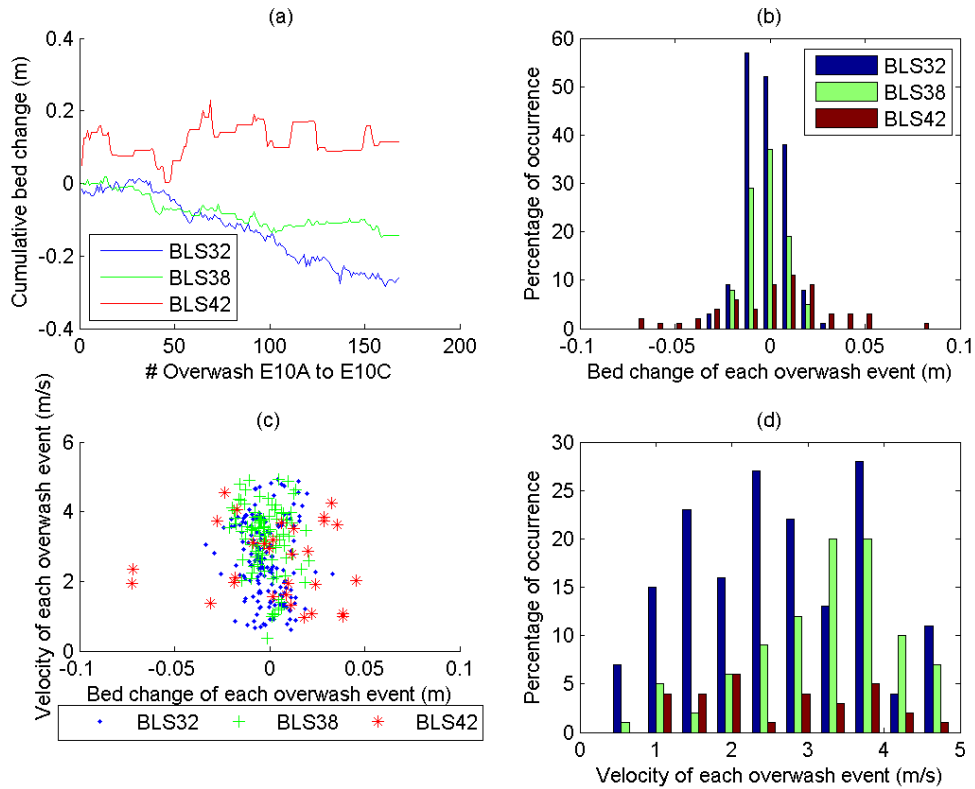 (a)
Cumulative bed change (m)
0.4
0.2
0
-0.2
-0.4
BLS32
BLS38
BLS42
0
50
100
150
200
# Overwash E10A to E10C
(b)
Percentage of occurrence
60
50
40
30
20
10
0
BLS32
BLS38
BLS42
-0.1
-0.05
0
0.05
0.1
Bed change of each overwash event (m)
(c)
Velocity of each overwash event (m/s)
6
4
2
0
-0.1
-0.05
0
0.05
0.1
Bed change of each overwash event (m)
BLS32
BLS38
BLS42
(d)
Percentage of occurrence
30
25
20
15
10
5
0
0
1
2
3
4
5
Velocity of each overwash event (m/s)